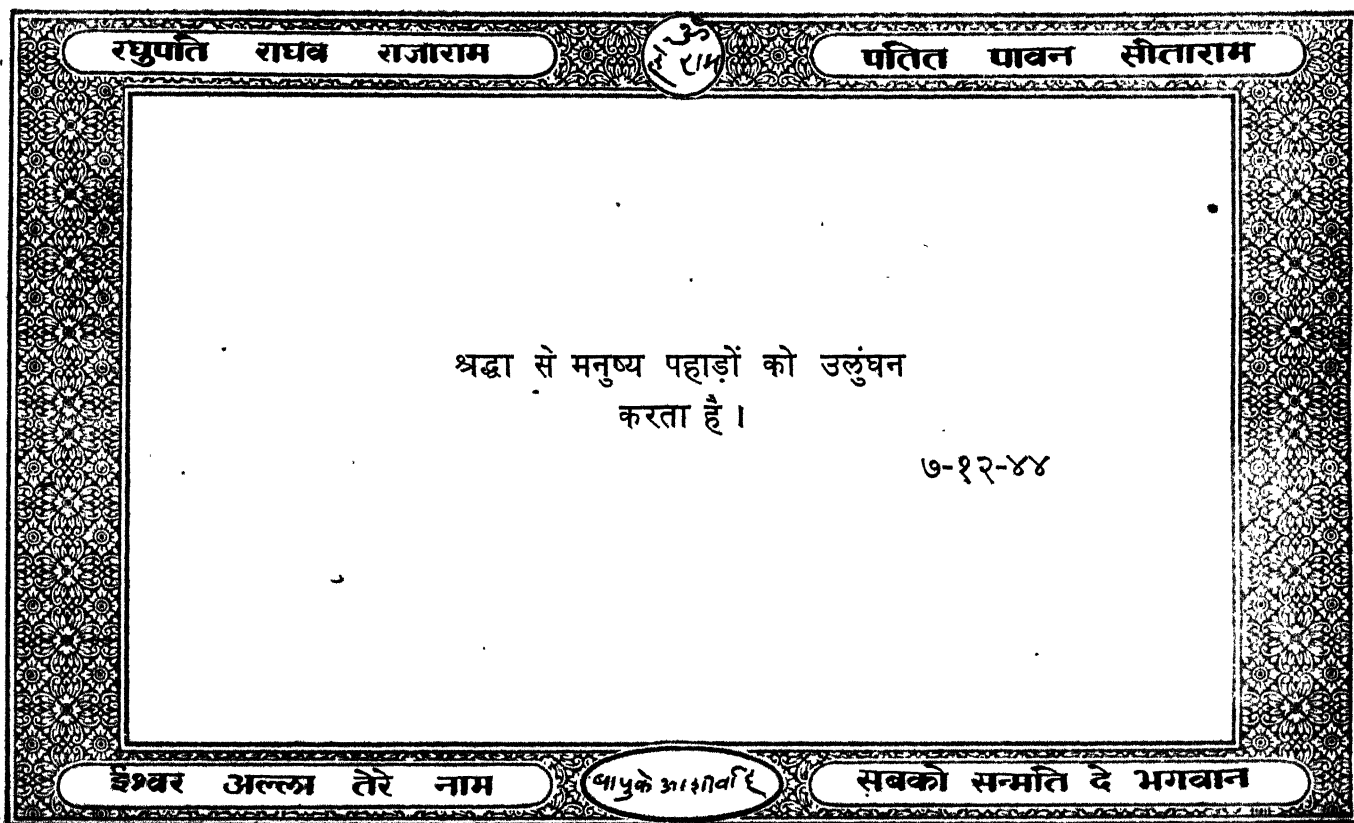 रघुपति राघव राजाराम
ॐ
हे राम
पतित पावन सीताराम
श्रद्धा से मनुष्य पहाड़ों को उलुंघन
करता है ।
७-१२-४४
ईश्वर अल्ला तेरे नाम
बापुके आशीर्वाद
सबको सन्मति दे भगवान